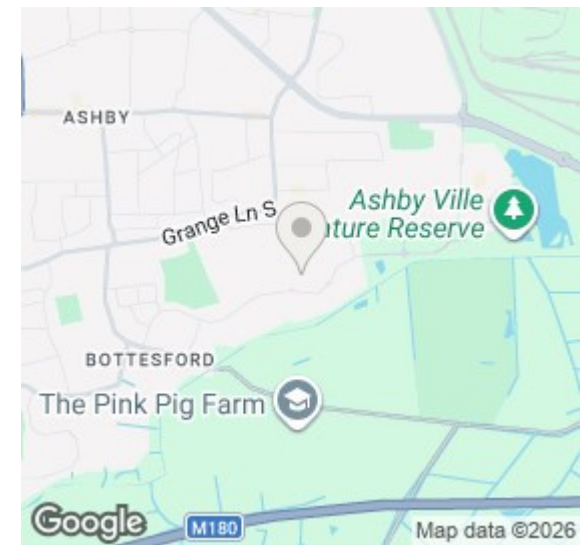 ASHBY
Grange Ln S
Ashby Ville
ature Reserve
BOTTESFORD
The Pink Pig Farm
Google
M180
Map data ©2026